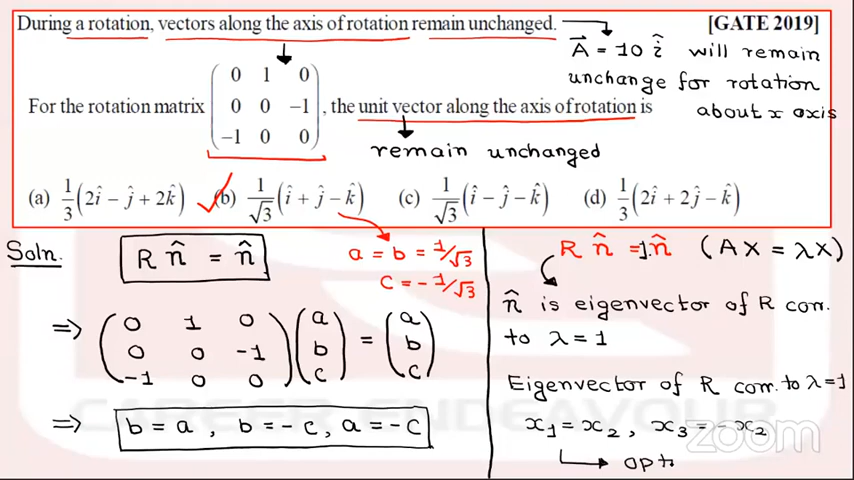 During a rotation, vectors along the axis of rotation remain unchanged. [GATE 2019]
A⃗ = 10 î will remain
unchange for rotation
about x axis
For the rotation matrix (0 1 0; 0 0 −1; −1 0 0), the unit vector along the axis of rotation is
remain unchanged
(a) 1/3 (2î − ĵ + 2k̂) (b) 1/√3 (î + ĵ − k̂) (c) 1/√3 (î − ĵ − k̂) (d) 1/3 (2î + 2ĵ − k̂)
Soln.
R n̂ = n̂
a = b = 1/√3
c = −1/√3
⇒ (0 1 0; 0 0 −1; −1 0 0) (a; b; c) = (a; b; c)
⇒ b = a , b = −c , a = −c
R n̂ = 1. n̂ (AX = λX)
n̂ is eigenvector of R corr.
to λ = 1
Eigenvector of R corr. to λ = 1
x₁ = x₂ , x₃ = − x₂
→ opt
CAREER ENDEAVOUR
zoom